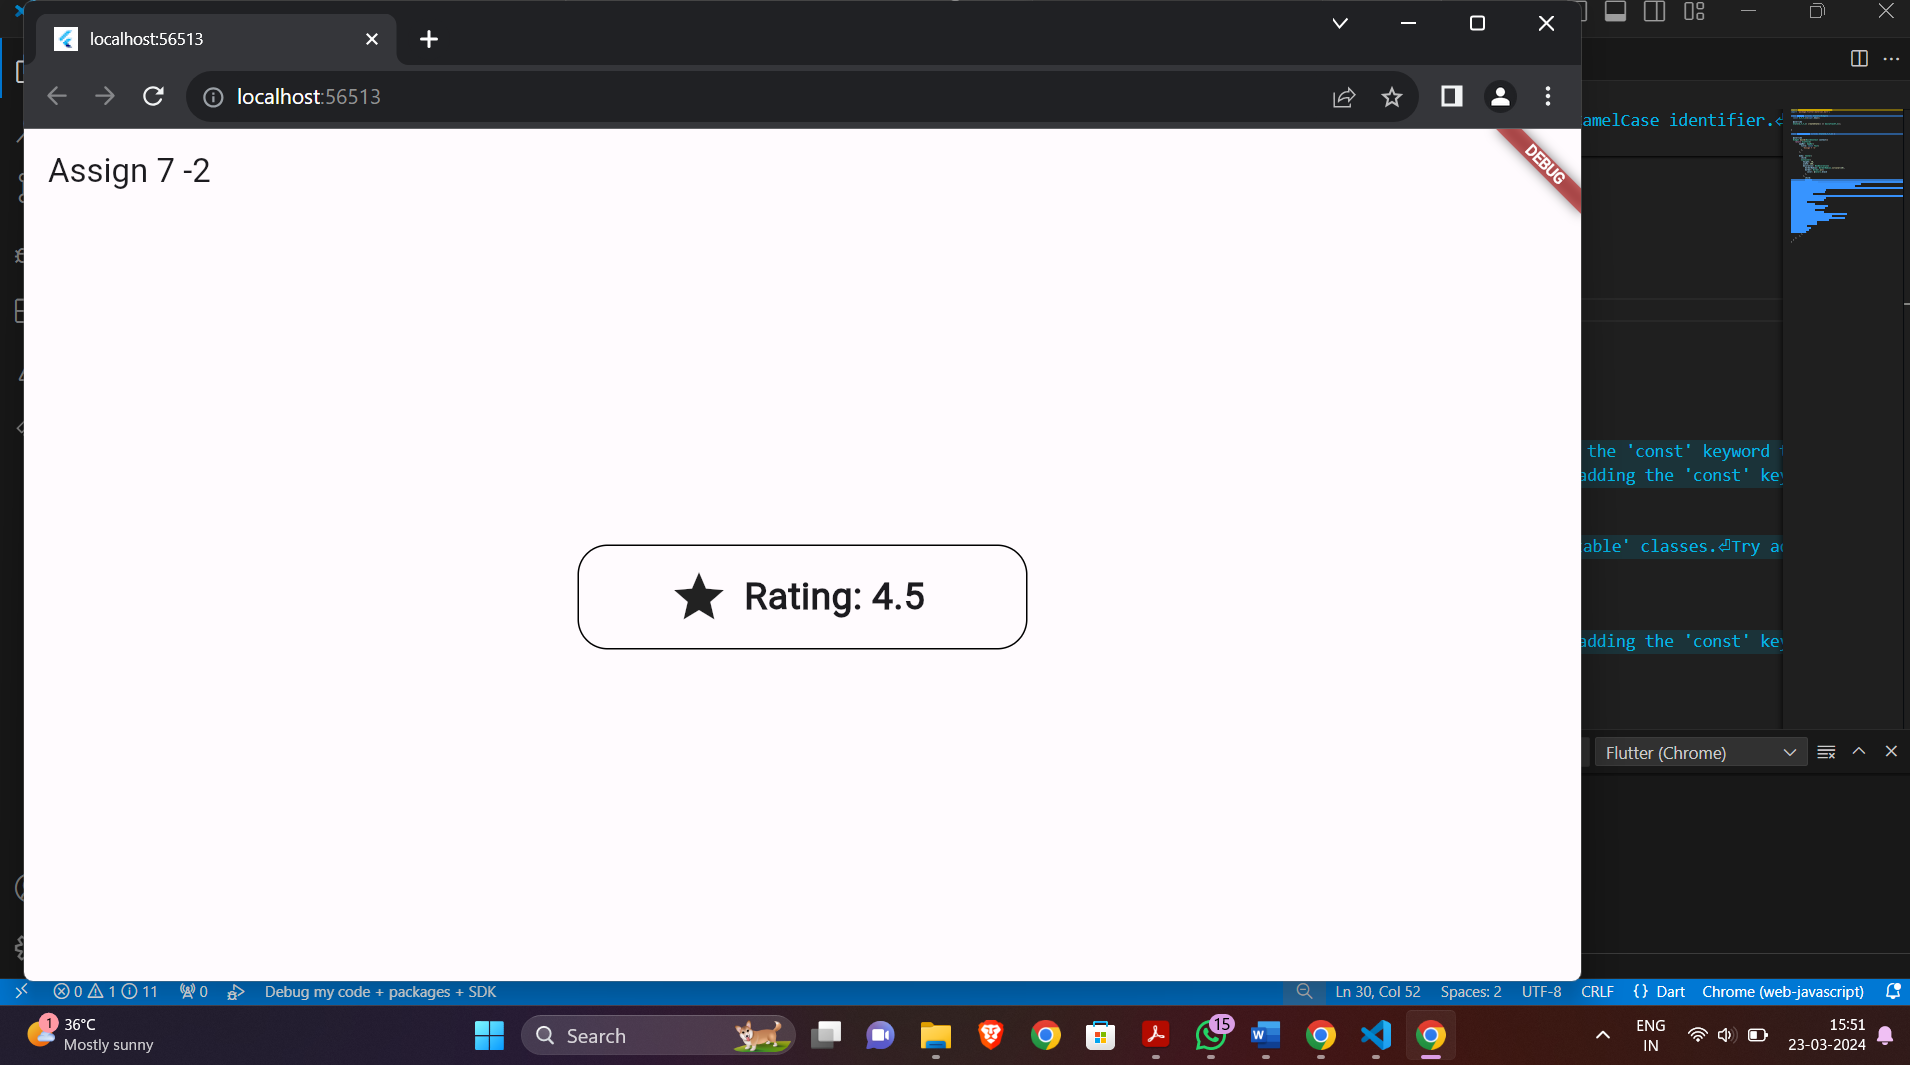 localhost:56513
localhost:56513
amelCase identifier.
Assign 7 -2
DEBUG
the 'const' keyword
adding the 'const' key
able' classes.
Try ad
Rating: 4.5
adding the 'const' key
Flutter (Chrome)
0 1 11 0 Debug my code + packages + SDK
Ln 30, Col 52 Spaces: 2 UTF-8 CRLF {} Dart Chrome (web-javascript)
1
36°C
Mostly sunny
Search
15
W
ENG
IN
15:51
23-03-2024